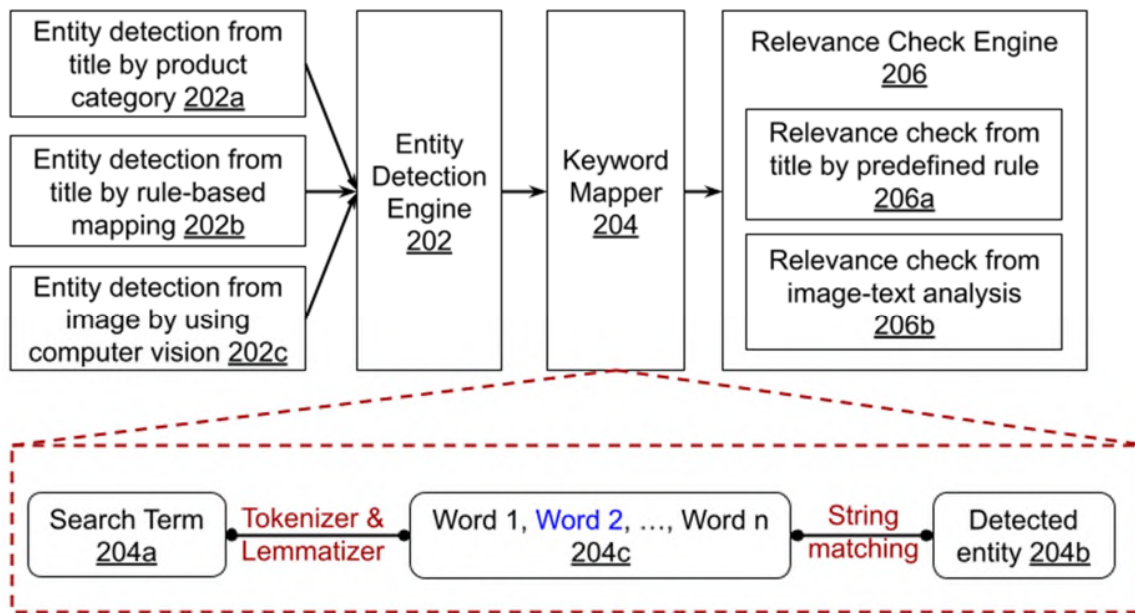 Entity detection from
title by product
category 202a
Entity detection from
title by rule-based
mapping 202b
Entity detection from
image by using
computer vision 202c
Entity
Detection
Engine
202
Keyword
Mapper
204
Relevance Check Engine
206
Relevance check from
title by predefined rule
206a
Relevance check from
image-text analysis
206b
Search Term
204a
Tokenizer &
Lemmatizer
Word 1, Word 2, ..., Word n
204c
String
matching
Detected
entity 204b